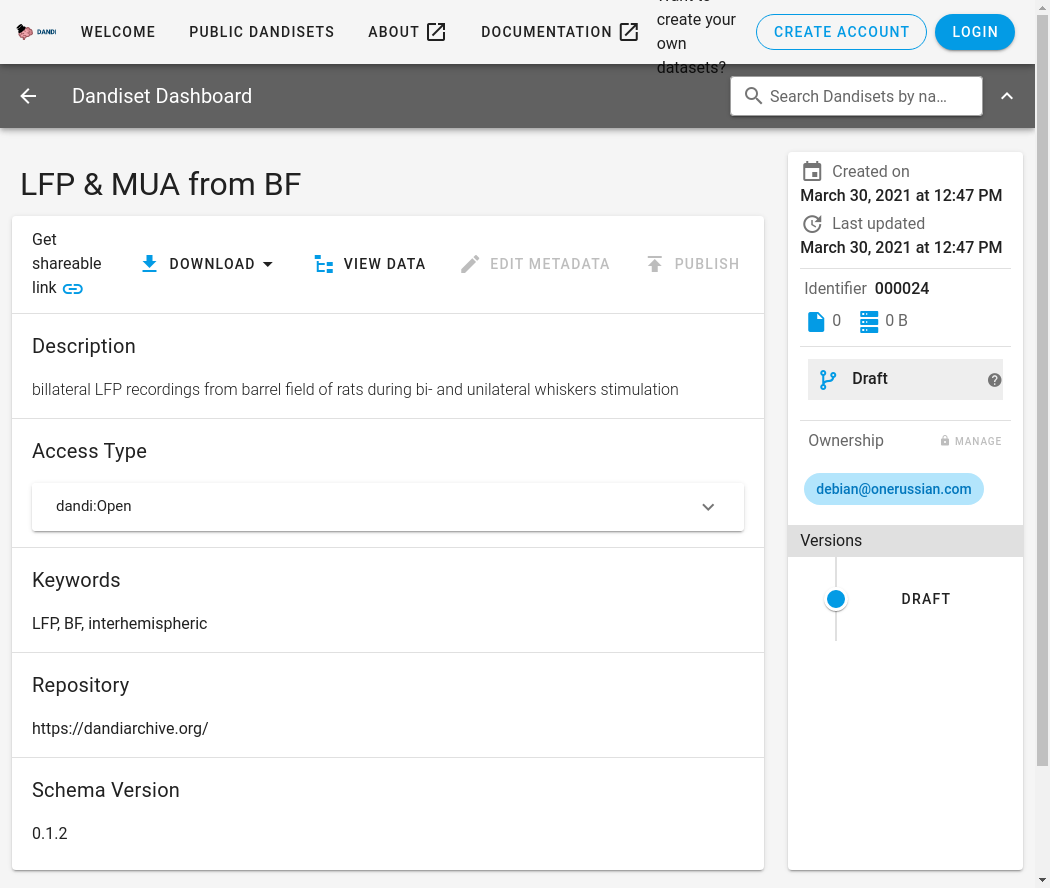 DANDI
WELCOME
PUBLIC DANDISETS
ABOUT
DOCUMENTATION
create your
own
datasets?
CREATE ACCOUNT
LOGIN
Dandiset Dashboard
Search Dandisets by na…
LFP & MUA from BF
Get
shareable
link
DOWNLOAD
VIEW DATA
EDIT METADATA
PUBLISH
Description
billateral LFP recordings from barrel field of rats during bi- and unilateral whiskers stimulation
Access Type
dandi:Open
Keywords
LFP, BF, interhemispheric
Repository
https://dandiarchive.org/
Schema Version
0.1.2
Created on
March 30, 2021 at 12:47 PM
Last updated
March 30, 2021 at 12:47 PM
Identifier 000024
0
0 B
Draft
Ownership
MANAGE
debian@onerussian.com
Versions
DRAFT